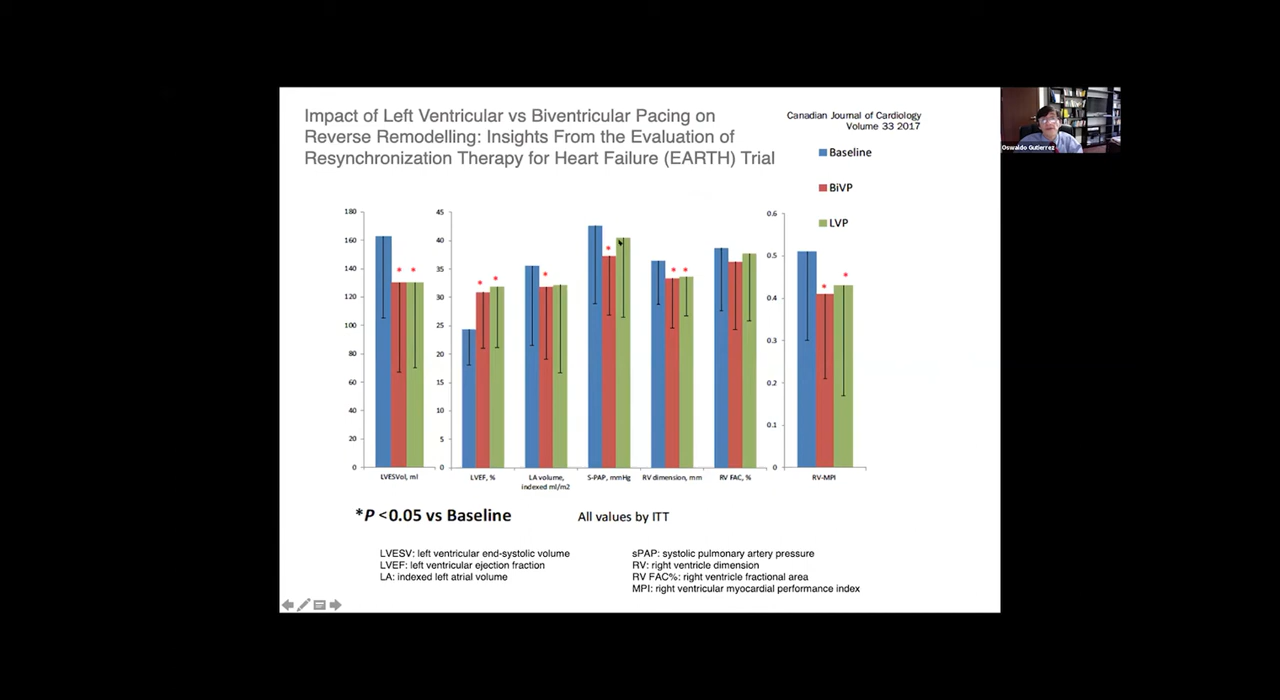 Impact of Left Ventricular vs Biventricular Pacing on
Reverse Remodelling: Insights From the Evaluation of
Resynchronization Therapy for Heart Failure (EARTH) Trial
Canadian Journal of Cardiology
Volume 33 2017
Oswaldo Gutierrez
Baseline
BiVP
LVP
180
160
140
120
100
80
60
40
20
0
45
40
35
30
25
20
15
10
5
0
0.6
0.5
0.4
0.3
0.2
0.1
0
* * * * * * * * * * *
LVESVol, ml
LVEF, %
LA volume,
indexed ml/m2
S-PAP, mmHg
RV dimension, mm
RV FAC, %
RV-MPI
*P <0.05 vs Baseline
All values by ITT
LVESV: left ventricular end-systolic volume
LVEF: left ventricular ejection fraction
LA: indexed left atrial volume
sPAP: systolic pulmonary artery pressure
RV: right ventricle dimension
RV FAC%: right ventricle fractional area
MPI: right ventricular myocardial performance index